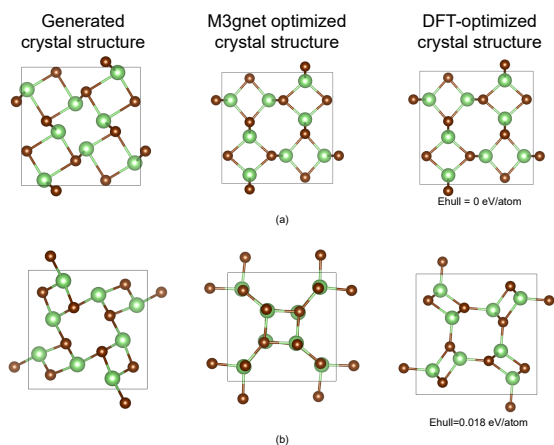 Generated
crystal structure
M3gnet optimized
crystal structure
DFT-optimized
crystal structure
Ehull = 0 eV/atom
(a)
Ehull=0.018 eV/atom
(b)